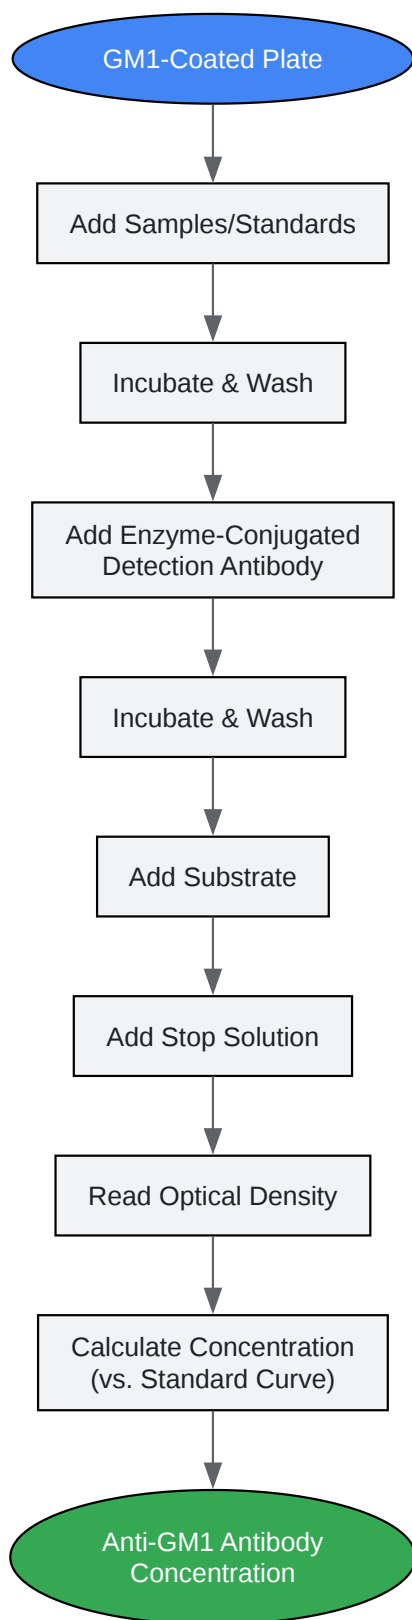 GM1-Coated Plate
Add Samples/Standards
Incubate & Wash
Add Enzyme-Conjugated
Detection Antibody
Incubate & Wash
Add Substrate
Add Stop Solution
Read Optical Density
Calculate Concentration
(vs. Standard Curve)
Anti-GM1 Antibody
Concentration